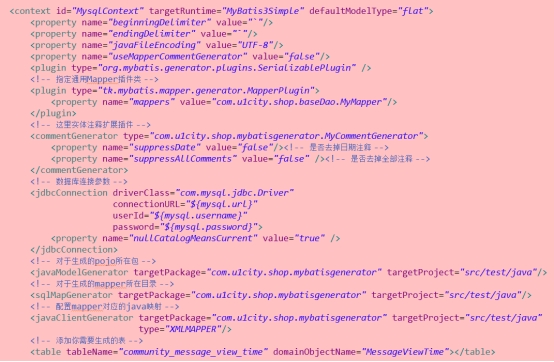 <context id="MysqlContext" targetRuntime="MyBatis3Simple" defaultModelType="flat">
<property name="beginningDelimiter" value="`"/>
<property name="endingDelimiter" value="`"/>
<property name="javaFileEncoding" value="UTF-8"/>
<property name="useMapperCommentGenerator" value="false"/>
<plugin type="org.mybatis.generator.plugins.SerializablePlugin" />
<!-- 指定通用Mapper插件类 -->
<plugin type="tk.mybatis.mapper.generator.MapperPlugin">
<property name="mappers" value="com.u1city.shop.baseDao.MyMapper"/>
</plugin>
<!-- 这里实体注释扩展插件 -->
<commentGenerator type="com.u1city.shop.mybatisgenerator.MyCommentGenerator">
<property name="suppressDate" value="false"/><!-- 是否去掉日期注释 -->
<property name="suppressAllComments" value="false" /><!-- 是否去掉全部注释 -->
</commentGenerator>
<!-- 数据库连接参数 -->
<jdbcConnection driverClass="com.mysql.jdbc.Driver"
connectionURL="${mysql.url}"
userId="${mysql.username}"
password="${mysql.password}">
<property name="nullCatalogMeansCurrent" value="true" />
</jdbcConnection>
<!-- 对于生成的pojo所在包 -->
<javaModelGenerator targetPackage="com.u1city.shop.mybatisgenerator" targetProject="src/test/java"/>
<!-- 对于生成的mapper所在目录 -->
<sqlMapGenerator targetPackage="com.u1city.shop.mybatisgenerator" targetProject="src/test/java"/>
<!-- 配置mapper对应的java映射 -->
<javaClientGenerator targetPackage="com.u1city.shop.mybatisgenerator" targetProject="src/test/java"
type="XMLMAPPER"/>
<!-- 添加你需要生成的表 -->
<table tableName="community_message_view_time" domainObjectName="MessageViewTime"></table>